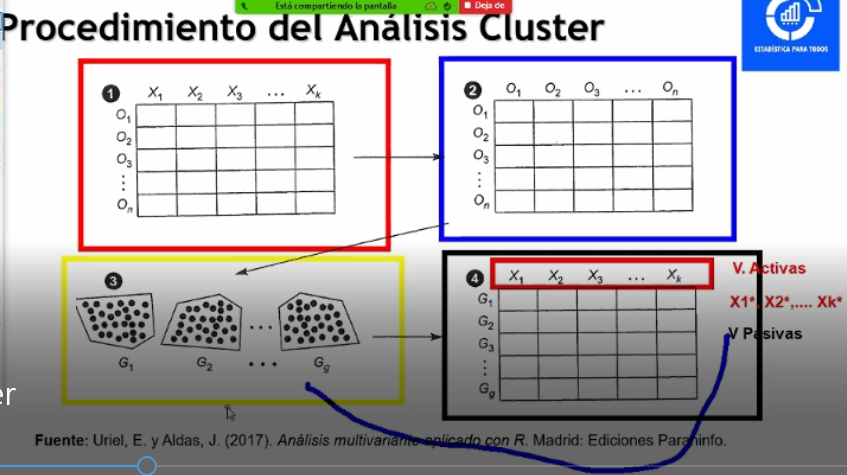 Está compartiendo la pantalla
Deja de
Procedimiento del Análisis Cluster
ESTADÍSTICA PARA TODOS
1
X1 X2 X3 ... Xk
O1
O2
O3
⋮
On
2
O1 O2 O3 ... On
O1
O2
O3
⋮
On
3
...
G1 G2 ... Gg
4
X1 X2 X3 ... Xk
G1
G2
G3
⋮
Gg
V. Activas
X1*, X2*,.... Xk*
V Pasivas
er
Fuente: Uriel, E. y Aldas, J. (2017). Análisis multivariante aplicado con R. Madrid: Ediciones Paraninfo.